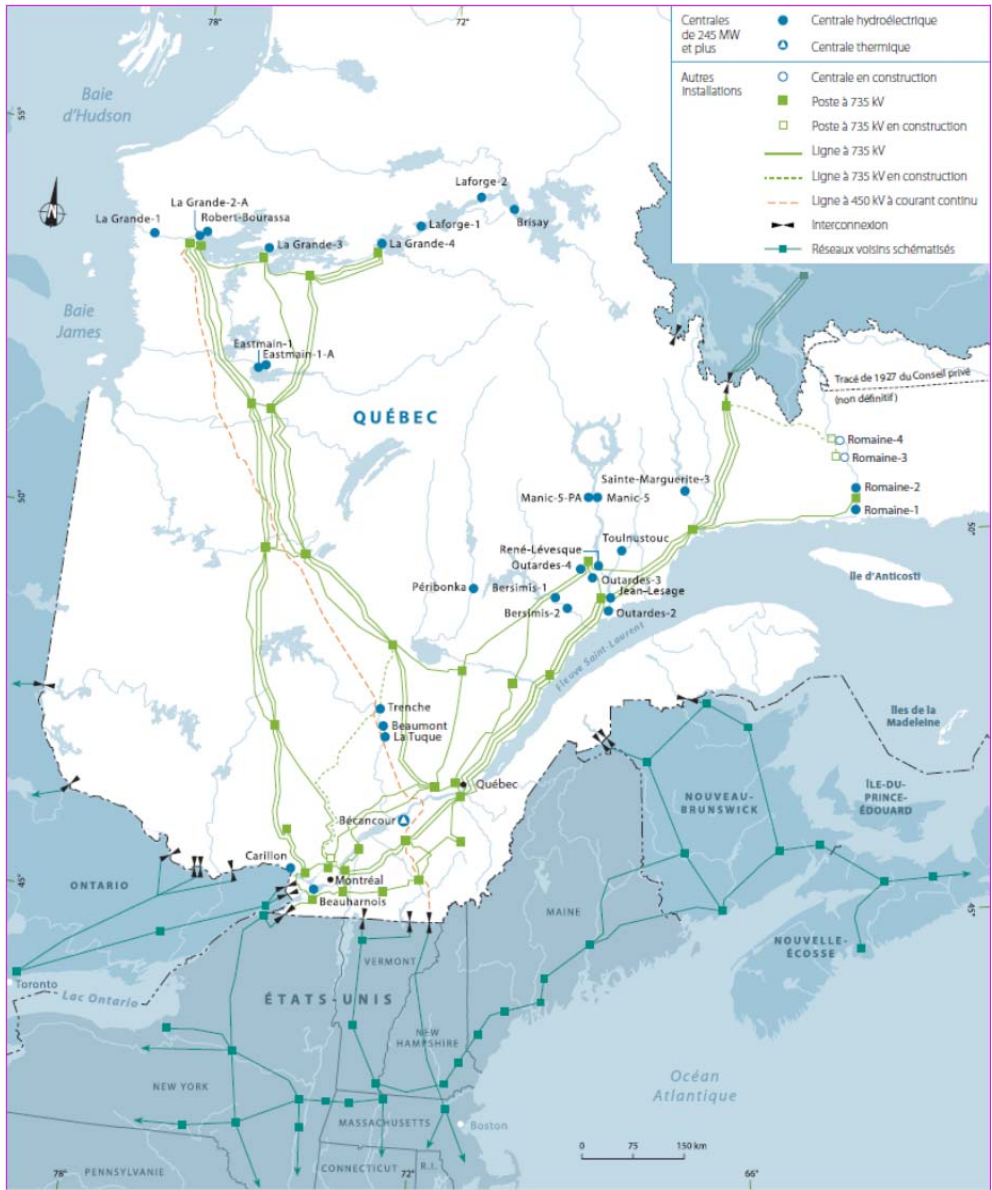 78°
72°
Centrales
de 245 MW
et plus
Centrale hydroélectrique
Centrale thermique
Autres
installations
Centrale en construction
Poste à 735 kV
Poste à 735 kV en construction
Ligne à 735 kV
Ligne à 735 kV en construction
Ligne à 450 kV à courant continu
Interconnexion
Réseaux voisins schématisés
Baie
d'Hudson
55°
N
Laforge-2
La Grande-2-A
Robert-Bourassa
La Grande-1
Laforge-1
Brisay
La Grande-3
La Grande-4
Baie
James
Eastmain-1
Eastmain-1-A
Tracé de 1927 du Conseil privé
(non définitif)
QUÉBEC
Romaine-4
Romaine-3
Sainte-Marguerite-3
50°
Manic-5-PA
Manic-5
Romaine-2
Romaine-1
50°
Toulnustouc
René-Lévesque
Outardes-4
Île d'Anticosti
Outardes-3
Péribonka
Bersimis-1
Jean-Lesage
Bersimis-2
Outardes-2
Fleuve Saint-Laurent
Trenche
Beaumont
La Tuque
Îles de la
Madeleine
Québec
NOUVEAU-
BRUNSWICK
ÎLE-DU-
PRINCE-
ÉDOUARD
Bécancour
Carillon
45°
ONTARIO
Montréal
Beauharnois
45°
MAINE
NOUVELLE-
ÉCOSSE
VERMONT
Toronto
Lac Ontario
ÉTATS-UNIS
NEW
HAMPSHIRE
Océan
Atlantique
NEW YORK
MASSACHUSETTS
Boston
0 75 150 km
PENNSYLVANIE
CONNECTICUT
R.I.
78°
72°
66°